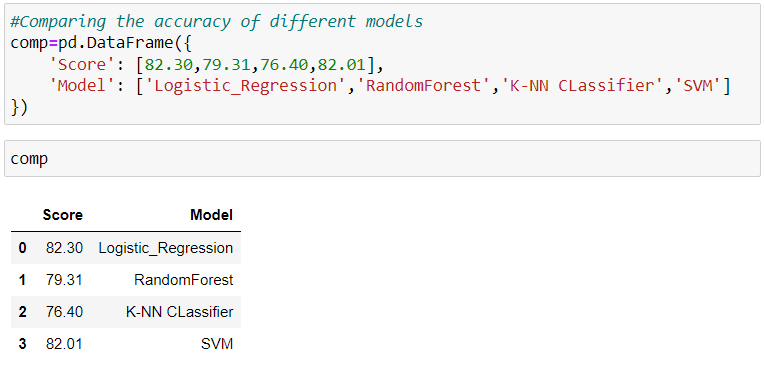 #Comparing the accuracy of different models
comp=pd.DataFrame({
    'Score': [82.30,79.31,76.40,82.01],
    'Model': ['Logistic_Regression','RandomForest','K-NN CLassifier','SVM']
})
comp
Score Model
0 82.30 Logistic_Regression
1 79.31 RandomForest
2 76.40 K-NN CLassifier
3 82.01 SVM